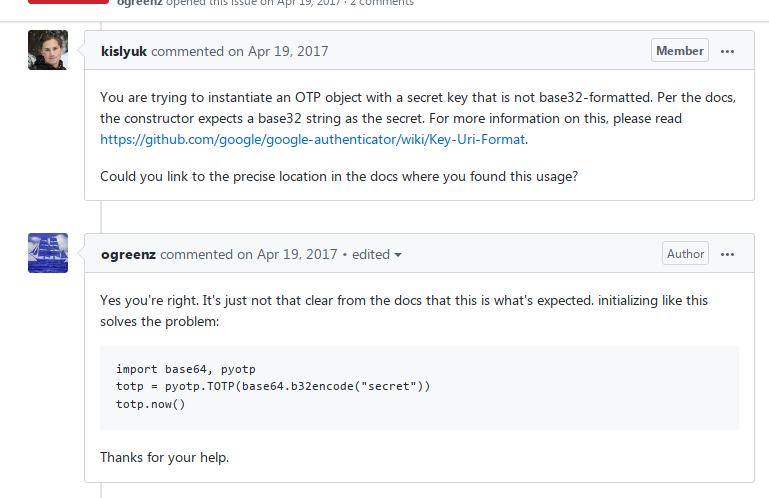 ogreenz opened this issue on Apr 19, 2017 · 2 comments
kislyuk commented on Apr 19, 2017
Member ···
You are trying to instantiate an OTP object with a secret key that is not base32-formatted. Per the docs,
the constructor expects a base32 string as the secret. For more information on this, please read
https://github.com/google/google-authenticator/wiki/Key-Uri-Format.
Could you link to the precise location in the docs where you found this usage?
ogreenz commented on Apr 19, 2017 • edited
Author ···
Yes you're right. It's just not that clear from the docs that this is what's expected. initializing like this
solves the problem:
import base64, pyotp
totp = pyotp.TOTP(base64.b32encode("secret"))
totp.now()
Thanks for your help.